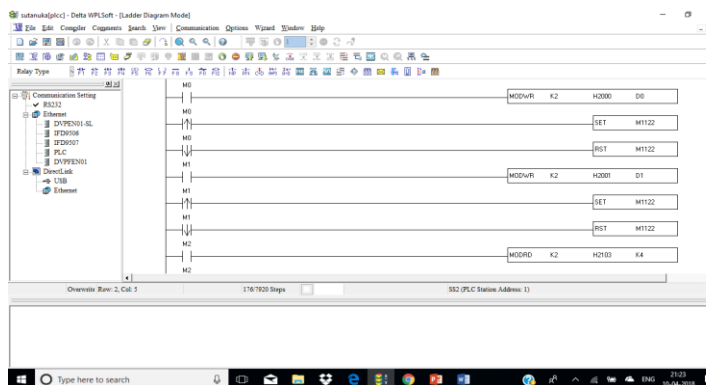 sutanuka[plcc] - Delta WPLSoft - [Ladder Diagram Mode]
File Edit Compiler Comments Search View Communication Options Wizard Window Help
Relay Type
Communication Setting
RS232
Ethernet
DVPEN01-SL
IFD9506
IFD9507
PLC
DVPFEN01
DirectLink
USB
Ethernet
M0
MODWR K2 H2000 D0
M0
SET M1122
M0
RST M1122
M1
MODWR K2 H2001 D1
M1
SET M1122
M1
RST M1122
M2
MODRD K2 H2103 K4
M2
Overwrite Row: 2, Col: 5 176/7920 Steps SS2 (PLC Station Address: 1)
Type here to search ENG 21:23
10-04-2018